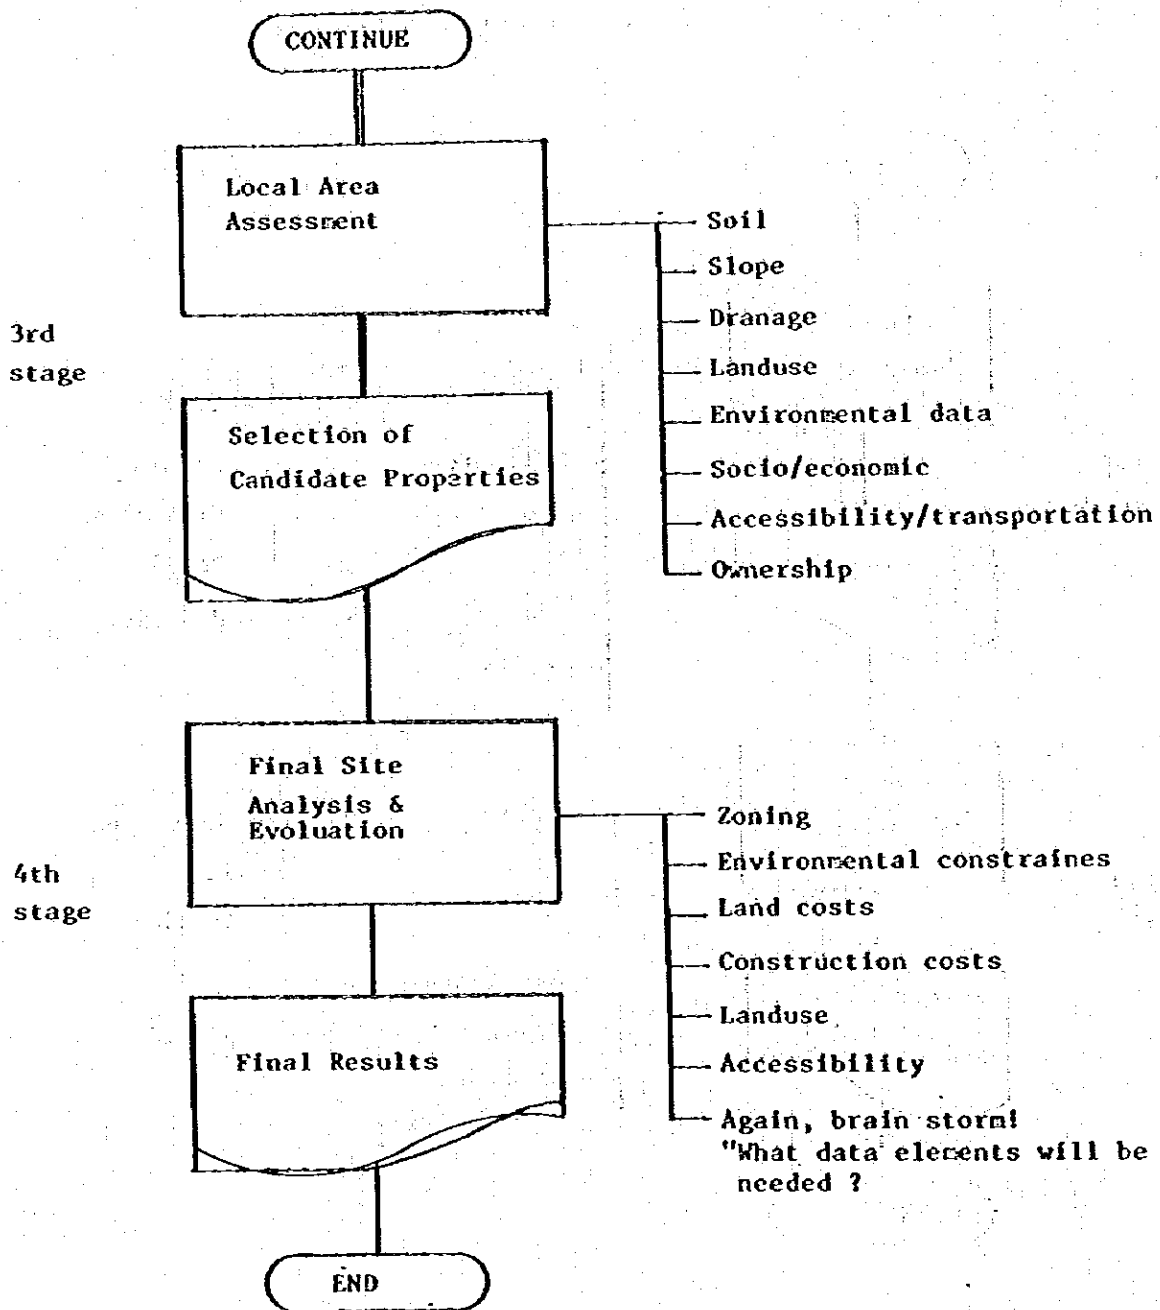 CONTINUE
Local Area
Assessment
Soil
Slope
Dranage
Landuse
Environmental data
Socio/economic
Accessibility/transportation
Ownership
3rd
stage
Selection of
Candidate Properties
Final Site
Analysis &
Evoluation
Zoning
Environmental constraines
Land costs
Construction costs
Landuse
Accessibility
Again, brain storm!
"What data elements will be
needed ?
4th
stage
Final Results
END